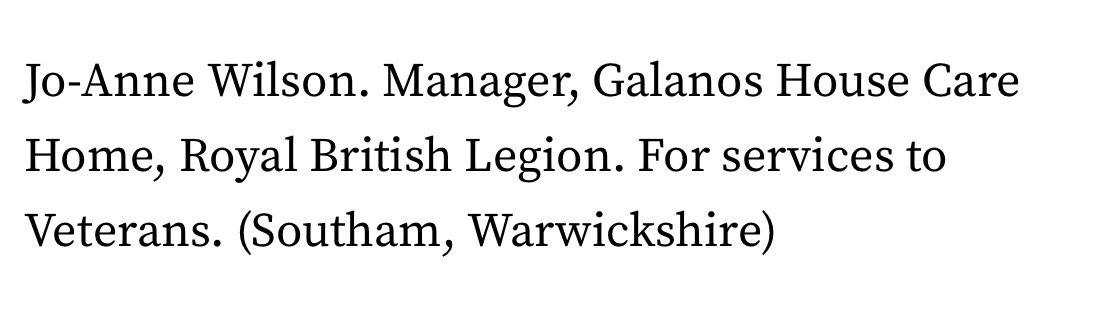 Jo-Anne Wilson. Manager, Galanos House Care
Home, Royal British Legion. For services to
Veterans. (Southam, Warwickshire)